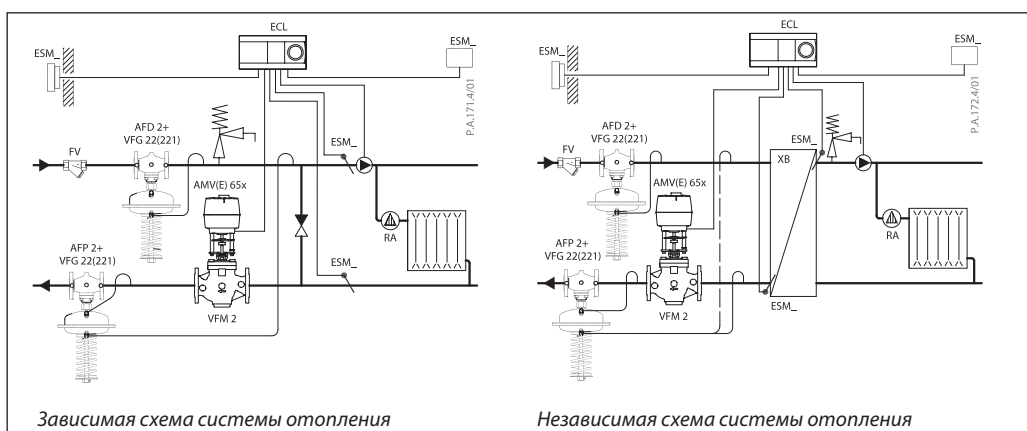 ECL
ESM_
ESM_
P.A.171.4/01
AFD 2+
VFG 22(221)
FV
ESM_
AMV(E) 65x
RA
AFP 2+
VFG 22(221)
ESM_
VFM 2
Зависимая схема системы отопления
ECL
ESM_
ESM_
P.A.172.4/01
AFD 2+
VFG 22(221)
FV
ESM_
XB
AMV(E) 65x
RA
AFP 2+
VFG 22(221)
ESM_
VFM 2
Независимая схема системы отопления